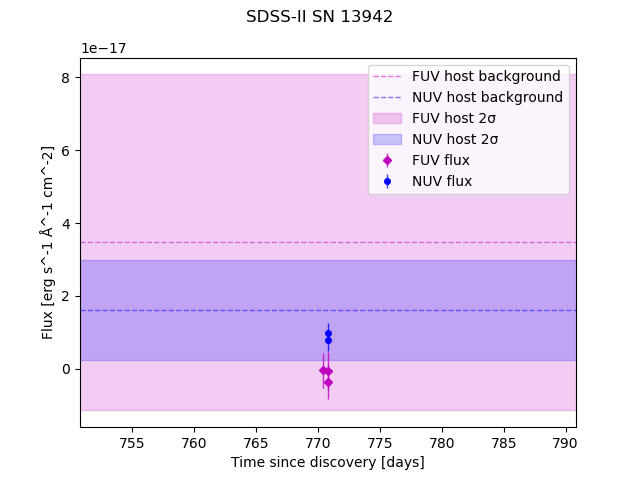 SDSS-II SN 13942
1e−17
FUV host background
NUV host background
FUV host 2σ
NUV host 2σ
FUV flux
NUV flux
8
6
4
2
0
Flux [erg s^-1 Å^-1 cm^-2]
755 760 765 770 775 780 785 790
Time since discovery [days]